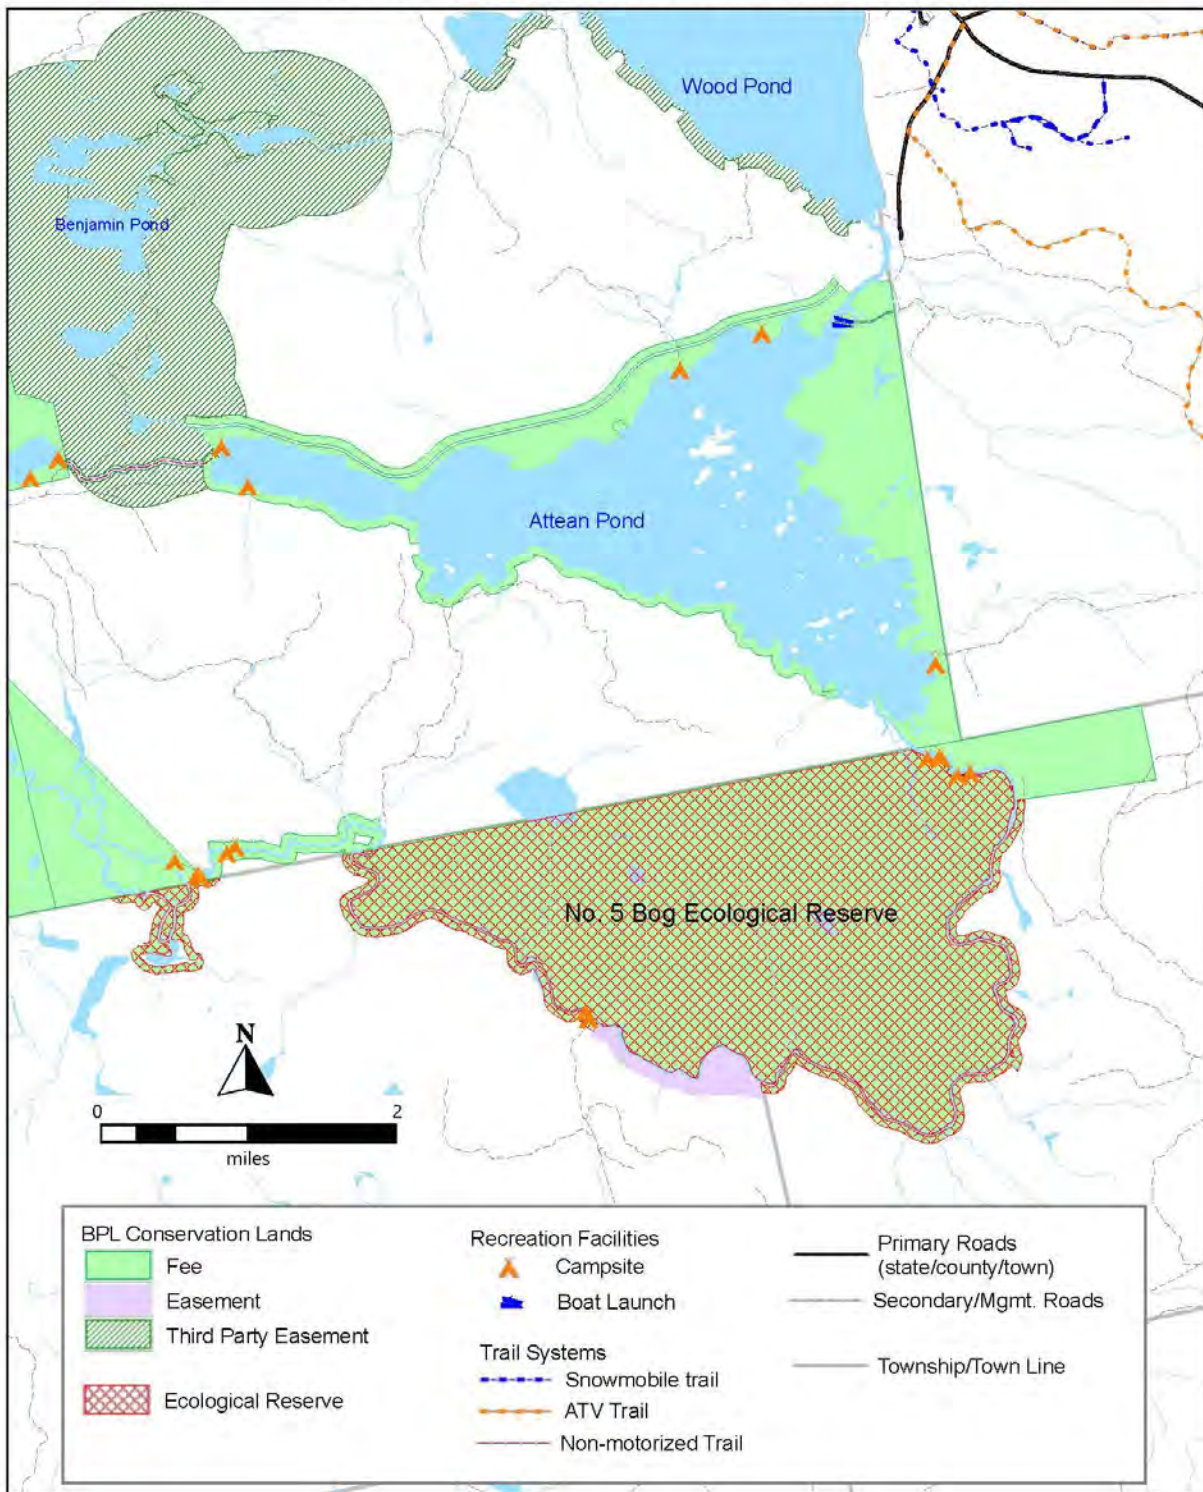 Wood Pond
Benjamin Pond
Attean Pond
No. 5 Bog Ecological Reserve
N
0 2
miles
BPL Conservation Lands
Fee
Easement
Third Party Easement
Ecological Reserve
Recreation Facilities
Campsite
Boat Launch
Trail Systems
Snowmobile trail
ATV Trail
Non-motorized Trail
Primary Roads
(state/county/town)
Secondary/Mgmt. Roads
Township/Town Line